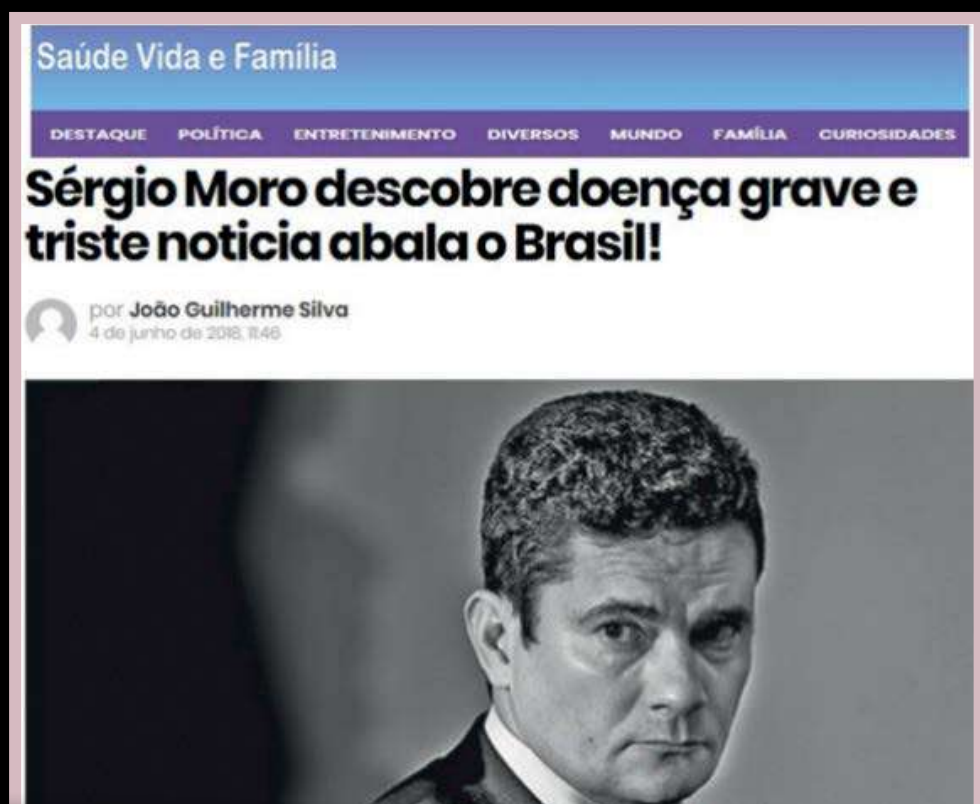 Saúde Vida e Família
DESTAQUE POLÍTICA ENTRETENIMENTO DIVERSOS MUNDO FAMÍLIA CURIOSIDADES
Sérgio Moro descobre doença grave e
triste noticia abala o Brasil!
por João Guilherme Silva
4 de junho de 2018, 11:46